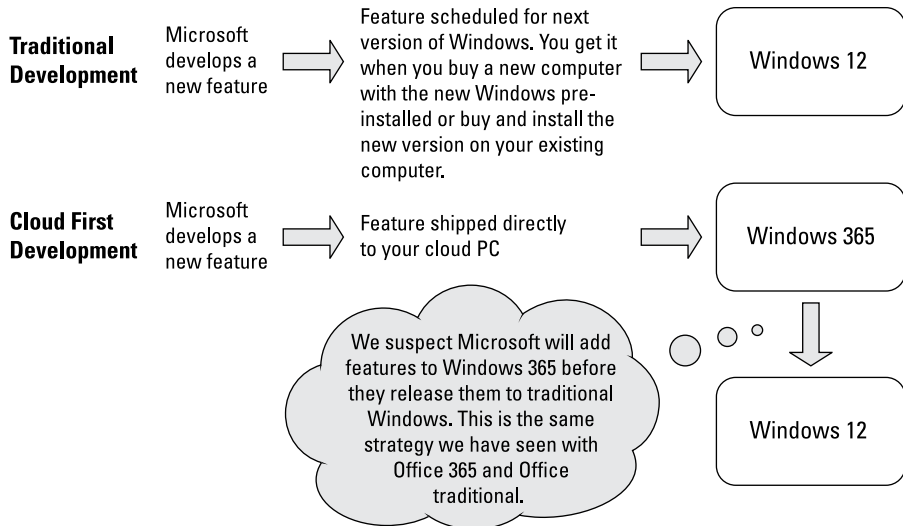 Traditional
Development
Microsoft
develops a
new feature
Feature scheduled for next
version of Windows. You get it
when you buy a new computer
with the new Windows pre-
installed or buy and install the
new version on your existing
computer.
Windows 12
Cloud First
Development
Microsoft
develops a
new feature
Feature shipped directly
to your cloud PC
Windows 365
We suspect Microsoft will add
features to Windows 365 before
they release them to traditional
Windows. This is the same
strategy we have seen with
Office 365 and Office
traditional.
Windows 12